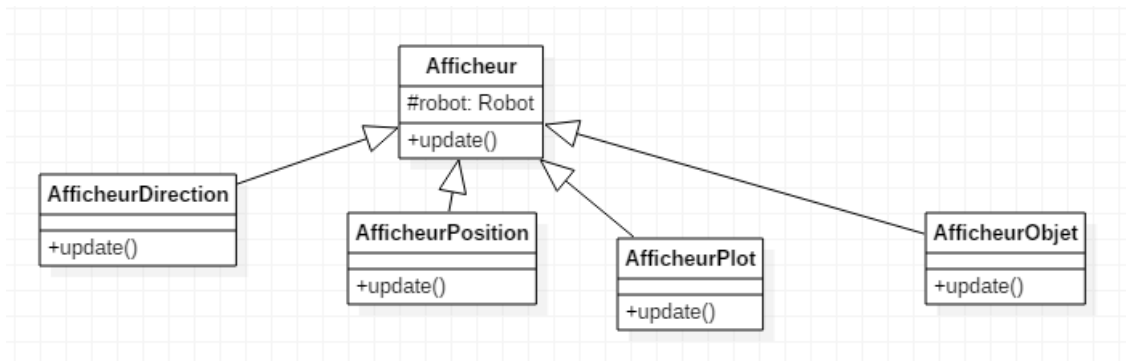 Afficheur
#robot: Robot
+update()
AfficheurDirection
+update()
AfficheurPosition
+update()
AfficheurPlot
+update()
AfficheurObjet
+update()